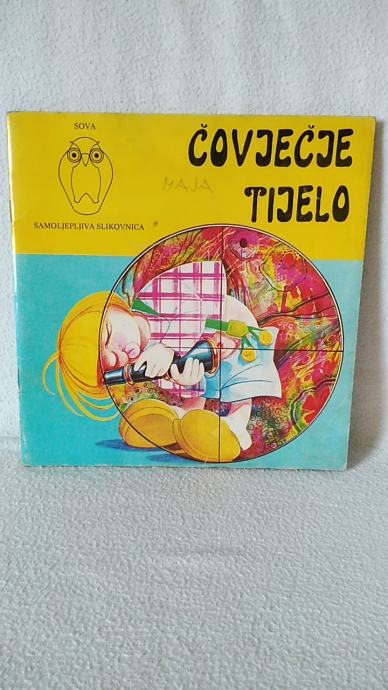 SOVA
SAMOLJEPLJIVA SLIKOVNICA
ČOVJEČJE
TIJELO
MAJA